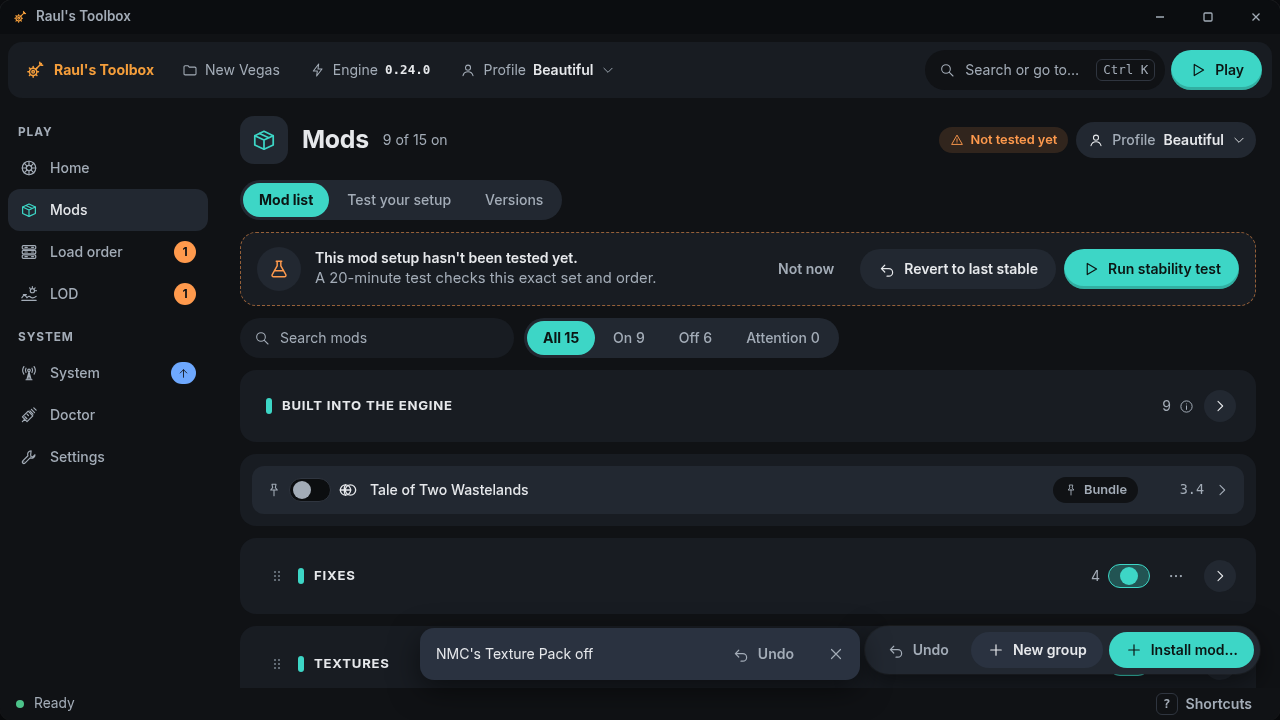 Raul's Toolbox
Raul's Toolbox New Vegas Engine 0.24.0 Profile Beautiful Search or go to... Ctrl K Play
PLAY
Home
Mods
Load order 1
LOD 1
SYSTEM
System
Doctor
Settings
Mods 9 of 15 on Not tested yet Profile Beautiful
Mod list Test your setup Versions
This mod setup hasn't been tested yet.
A 20-minute test checks this exact set and order.
Not now Revert to last stable Run stability test
Search mods All 15 On 9 Off 6 Attention 0
BUILT INTO THE ENGINE 9
Tale of Two Wastelands Bundle 3.4
FIXES 4
TEXTURES
NMC's Texture Pack off Undo
Undo New group Install mod...
Ready ? Shortcuts